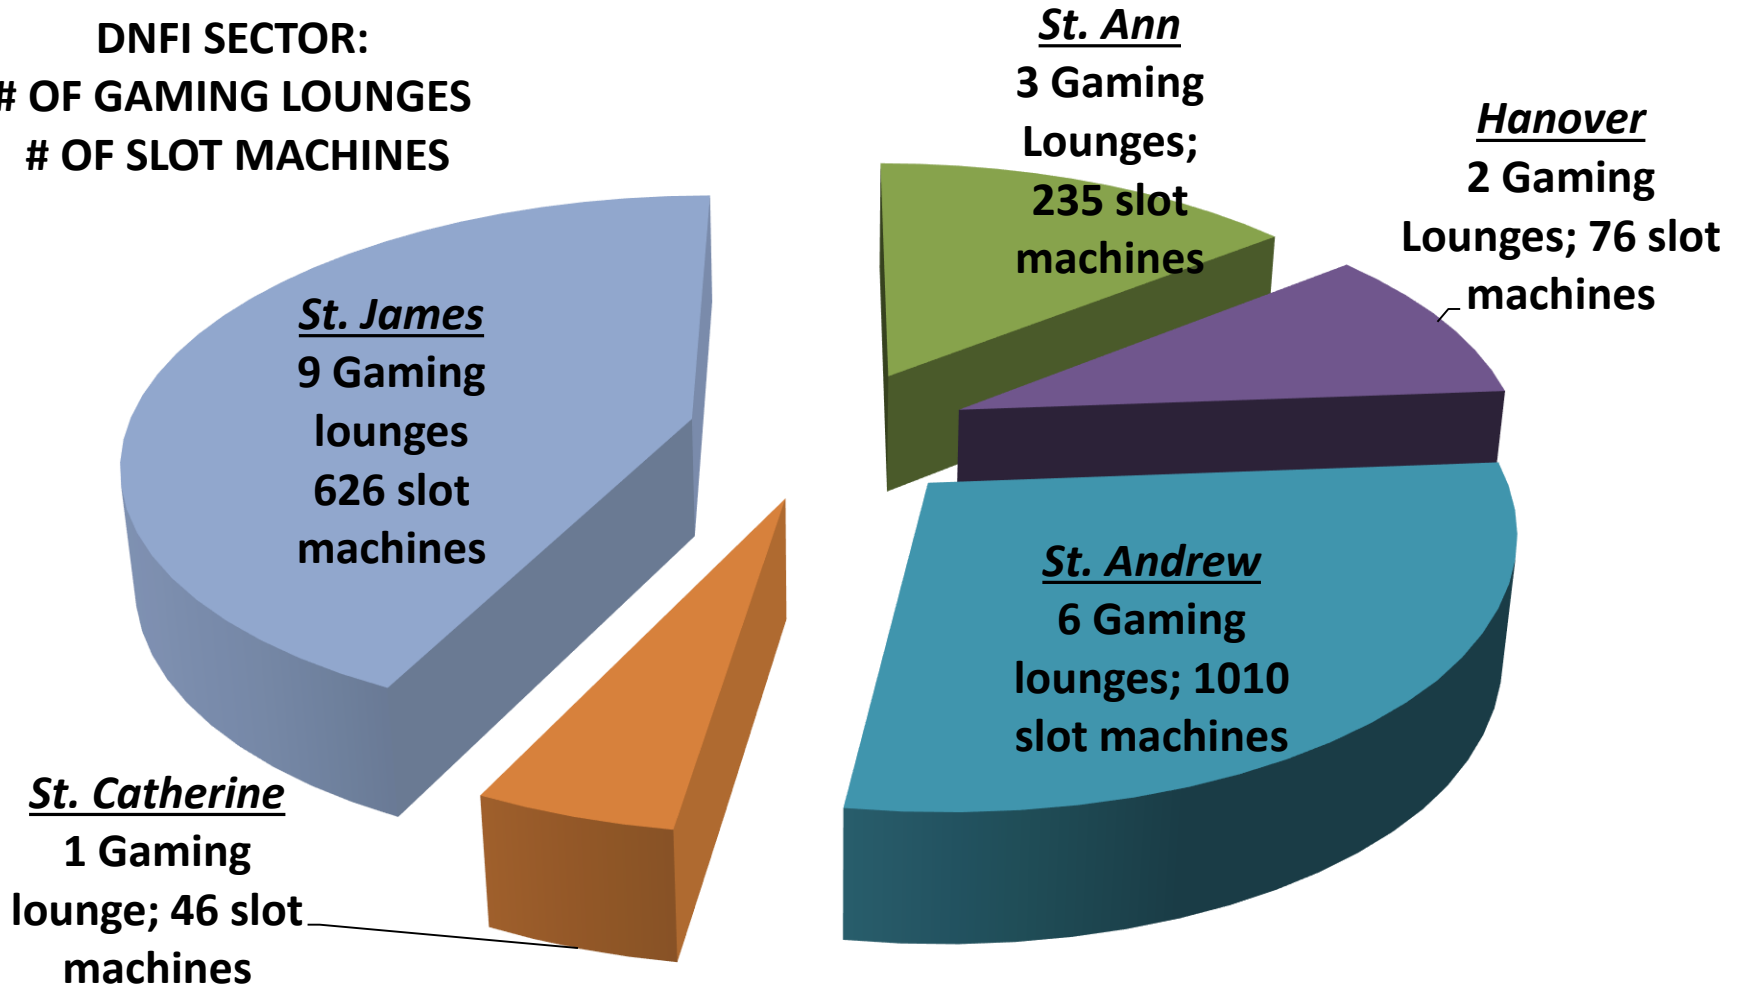 DNFI SECTOR:
# OF GAMING LOUNGES
# OF SLOT MACHINES
St. Ann
3 Gaming
Lounges;
235 slot
machines
Hanover
2 Gaming
Lounges; 76 slot
machines
St. James
9 Gaming
lounges
626 slot
machines
St. Andrew
6 Gaming
lounges; 1010
slot machines
St. Catherine
1 Gaming
lounge; 46 slot
machines